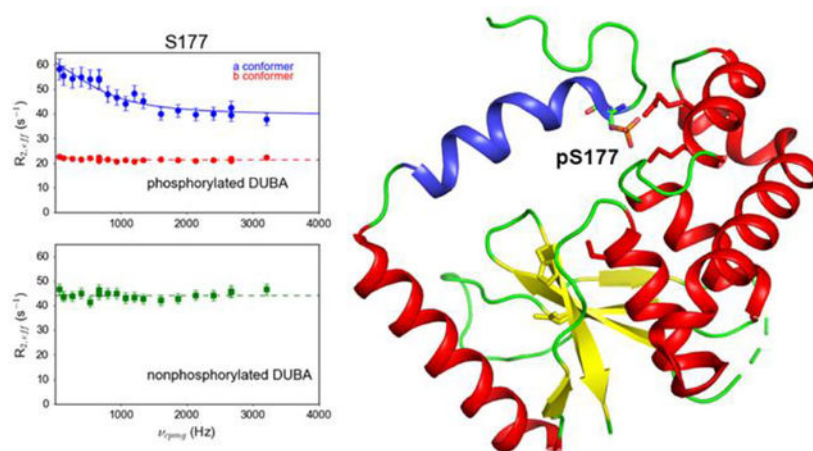 S177
60
50
40
30
20
10
0
R2,eff (s⁻¹)
a conformer
b conformer
phosphorylated DUBA
1000 2000 3000 4000
60
50
40
30
20
10
0
R2,eff (s⁻¹)
nonphosphorylated DUBA
1000 2000 3000 4000
νcpmg (Hz)
pS177